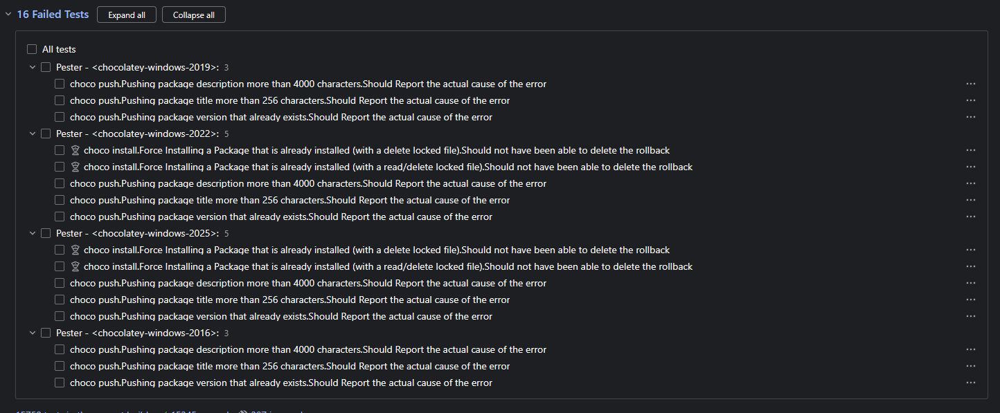 16 Failed Tests Expand all Collapse all
All tests
Pester - <chocolatey-windows-2019>: 3
choco push.Pushing package description more than 4000 characters.Should Report the actual cause of the error
choco push.Pushing package title more than 256 characters.Should Report the actual cause of the error
choco push.Pushing package version that already exists.Should Report the actual cause of the error
Pester - <chocolatey-windows-2022>: 5
choco install.Force Installing a Package that is already installed (with a delete locked file).Should not have been able to delete the rollback
choco install.Force Installing a Package that is already installed (with a read/delete locked file).Should not have been able to delete the rollback
choco push.Pushing package description more than 4000 characters.Should Report the actual cause of the error
choco push.Pushing package title more than 256 characters.Should Report the actual cause of the error
choco push.Pushing package version that already exists.Should Report the actual cause of the error
Pester - <chocolatey-windows-2025>: 5
choco install.Force Installing a Package that is already installed (with a delete locked file).Should not have been able to delete the rollback
choco install.Force Installing a Package that is already installed (with a read/delete locked file).Should not have been able to delete the rollback
choco push.Pushing package description more than 4000 characters.Should Report the actual cause of the error
choco push.Pushing package title more than 256 characters.Should Report the actual cause of the error
choco push.Pushing package version that already exists.Should Report the actual cause of the error
Pester - <chocolatey-windows-2016>: 3
choco push.Pushing package description more than 4000 characters.Should Report the actual cause of the error
choco push.Pushing package title more than 256 characters.Should Report the actual cause of the error
choco push.Pushing package version that already exists.Should Report the actual cause of the error